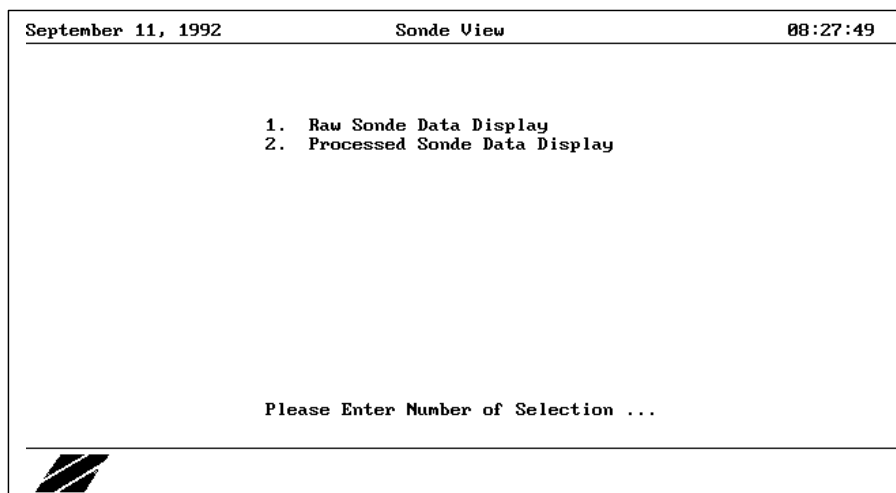 September 11, 1992 Sonde View 08:27:49
1. Raw Sonde Data Display
2. Processed Sonde Data Display
Please Enter Number of Selection ...